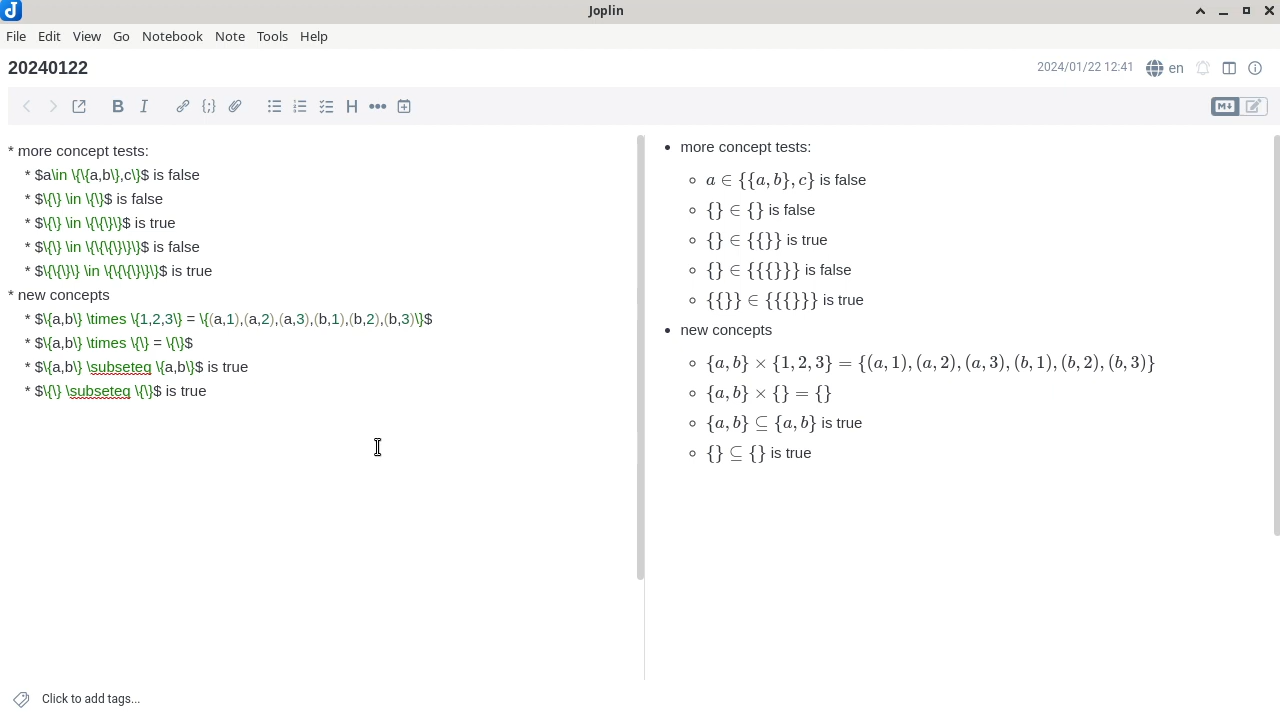 Joplin
File Edit View Go Notebook Note Tools Help
20240122
2024/01/22 12:41 en
B I H M↓
* more concept tests:
* $a\in \{\{a,b\},c\}$ is false
* $\{\} \in \{\}$ is false
* $\{\} \in \{\{\}\}$ is true
* $\{\} \in \{\{\{\}\}\}$ is false
* $\{\{\}\} \in \{\{\{\}\}\}$ is true
* new concepts
* $\{a,b\} \times \{1,2,3\} = \{(a,1),(a,2),(a,3),(b,1),(b,2),(b,3)\}$
* $\{a,b\} \times \{\} = \{\}$
* $\{a,b\} \subseteq \{a,b\}$ is true
* $\{\} \subseteq \{\}$ is true
• more concept tests:
◦ a ∈ {{a, b}, c} is false
◦ {} ∈ {} is false
◦ {} ∈ {{}} is true
◦ {} ∈ {{{}}} is false
◦ {{}} ∈ {{{}}} is true
• new concepts
◦ {a, b} × {1, 2, 3} = {(a, 1), (a, 2), (a, 3), (b, 1), (b, 2), (b, 3)}
◦ {a, b} × {} = {}
◦ {a, b} ⊆ {a, b} is true
◦ {} ⊆ {} is true
Click to add tags...